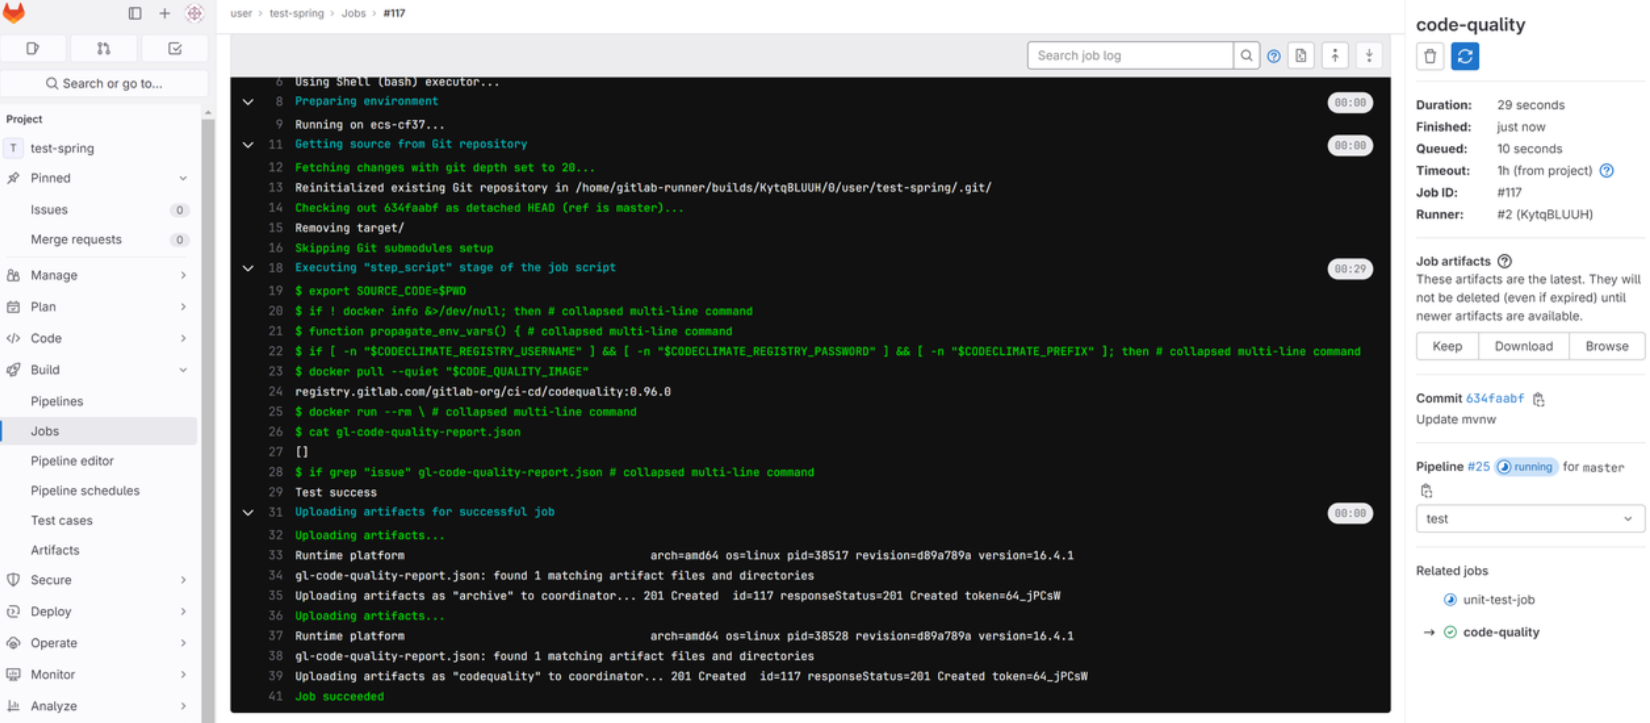 user > test-spring > Jobs > #117
Search or go to...
Project
T test-spring
Pinned
Issues 0
Merge requests 0
Manage
Plan
Code
Build
Pipelines
Jobs
Pipeline editor
Pipeline schedules
Test cases
Artifacts
Secure
Deploy
Operate
Monitor
Analyze
Search job log
6 Using Shell (bash) executor...
8 Preparing environment 00:00
9 Running on ecs-cf37...
11 Getting source from Git repository 00:00
12 Fetching changes with git depth set to 20...
13 Reinitialized existing Git repository in /home/gitlab-runner/builds/KytqBLUUH/0/user/test-spring/.git/
14 Checking out 634faabf as detached HEAD (ref is master)...
15 Removing target/
16 Skipping Git submodules setup
18 Executing "step_script" stage of the job script 00:29
19 $ export SOURCE_CODE=$PWD
20 $ if ! docker info &>/dev/null; then # collapsed multi-line command
21 $ function propagate_env_vars() { # collapsed multi-line command
22 $ if [ -n "$CODECLIMATE_REGISTRY_USERNAME" ] && [ -n "$CODECLIMATE_REGISTRY_PASSWORD" ] && [ -n "$CODECLIMATE_PREFIX" ]; then # collapsed multi-line command
23 $ docker pull --quiet "$CODE_QUALITY_IMAGE"
24 registry.gitlab.com/gitlab-org/ci-cd/codequality:0.96.0
25 $ docker run --rm \ # collapsed multi-line command
26 $ cat gl-code-quality-report.json
27 []
28 $ if grep "issue" gl-code-quality-report.json # collapsed multi-line command
29 Test success
31 Uploading artifacts for successful job 00:00
32 Uploading artifacts...
33 Runtime platform arch=amd64 os=linux pid=38517 revision=d89a789a version=16.4.1
34 gl-code-quality-report.json: found 1 matching artifact files and directories
35 Uploading artifacts as "archive" to coordinator... 201 Created id=117 responseStatus=201 Created token=64_jPCsW
36 Uploading artifacts...
37 Runtime platform arch=amd64 os=linux pid=38528 revision=d89a789a version=16.4.1
38 gl-code-quality-report.json: found 1 matching artifact files and directories
39 Uploading artifacts as "codequality" to coordinator... 201 Created id=117 responseStatus=201 Created token=64_jPCsW
41 Job succeeded
code-quality
Duration: 29 seconds
Finished: just now
Queued: 10 seconds
Timeout: 1h (from project)
Job ID: #117
Runner: #2 (KytqBLUUH)
Job artifacts
These artifacts are the latest. They will
not be deleted (even if expired) until
newer artifacts are available.
Keep Download Browse
Commit 634faabf
Update mvnw
Pipeline #25 running for master
test
Related jobs
unit-test-job
→ code-quality